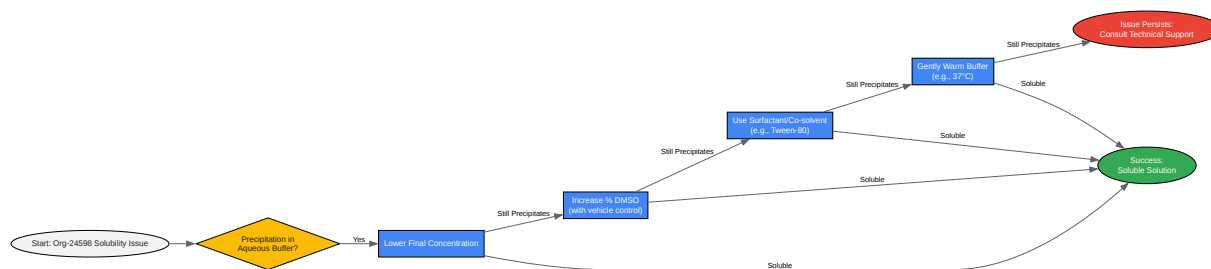 Start: Org-24598 Solubility Issue
Precipitation in
Aqueous Buffer?
Yes
Lower Final Concentration
Still Precipitates
Soluble
Increase % DMSO
(with vehicle control)
Still Precipitates
Soluble
Use Surfactant/Co-solvent
(e.g., Tween-80)
Still Precipitates
Soluble
Gently Warm Buffer
(e.g., 37°C)
Still Precipitates
Soluble
Issue Persists:
Consult Technical Support
Success:
Soluble Solution